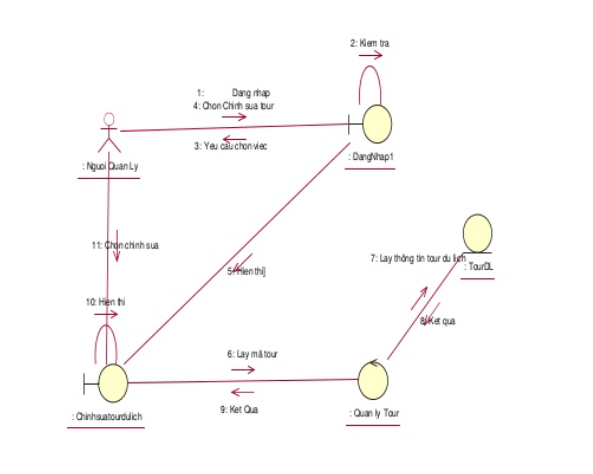 2: Kiem tra
1: Dang nhap
4: Chon Chinh sua tour
3: Yeu cau chon viec
: DangNhap1
: Nguoi Quan Ly
11: Chon chinh sua
7: Lay thông tin tour du lich
: TourDL
5: Hien thi]
10: Hien thi
8: Ket qua
6: Lay mã tour
9: Ket Qua
: Chinhsuatourdulich
: Quan ly Tour